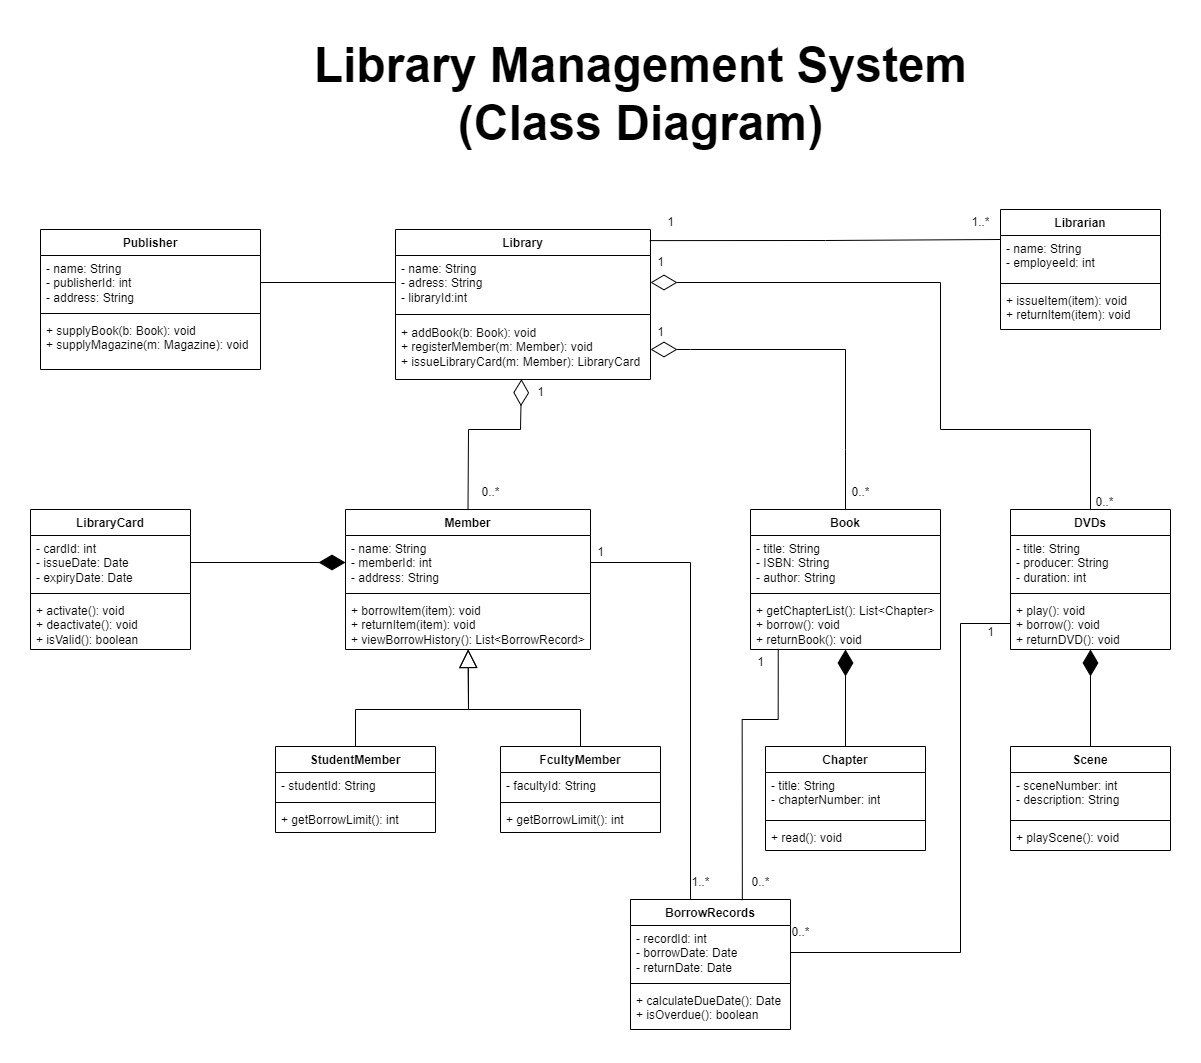 Library Management System
(Class Diagram)
Publisher
- name: String
- publisherId: int
- address: String
+ supplyBook(b: Book): void
+ supplyMagazine(m: Magazine): void
Library
- name: String
- adress: String
- libraryId:int
+ addBook(b: Book): void
+ registerMember(m: Member): void
+ issueLibraryCard(m: Member): LibraryCard
1
1..*
1
1
1
Librarian
- name: String
- employeeId: int
+ issueItem(item): void
+ returnItem(item): void
0..*
0..*
0..*
LibraryCard
- cardId: int
- issueDate: Date
- expiryDate: Date
+ activate(): void
+ deactivate(): void
+ isValid(): boolean
Member
- name: String
- memberId: int
- address: String
+ borrowItem(item): void
+ returnItem(item): void
+ viewBorrowHistory(): List<BorrowRecord>
1
Book
- title: String
- ISBN: String
- author: String
+ getChapterList(): List<Chapter>
+ borrow(): void
+ returnBook(): void
1
DVDs
- title: String
- producer: String
- duration: int
+ play(): void
+ borrow(): void
+ returnDVD(): void
1
StudentMember
- studentId: String
+ getBorrowLimit(): int
FcultyMember
- facultyId: String
+ getBorrowLimit(): int
Chapter
- title: String
- chapterNumber: int
+ read(): void
Scene
- sceneNumber: int
- description: String
+ playScene(): void
1..*
0..*
0..*
BorrowRecords
- recordId: int
- borrowDate: Date
- returnDate: Date
+ calculateDueDate(): Date
+ isOverdue(): boolean